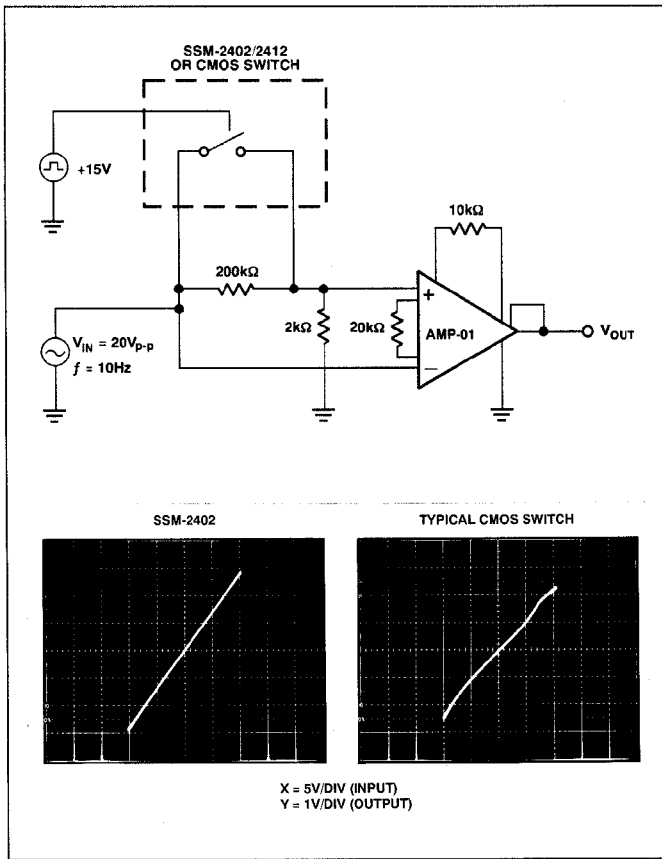 SSM-2402/2412
OR CMOS SWITCH
+15V
10kΩ
200kΩ
2kΩ
20kΩ
+
AMP-01
−
V_OUT
V_IN = 20V_p-p
f = 10Hz
SSM-2402
TYPICAL CMOS SWITCH
X = 5V/DIV (INPUT)
Y = 1V/DIV (OUTPUT)